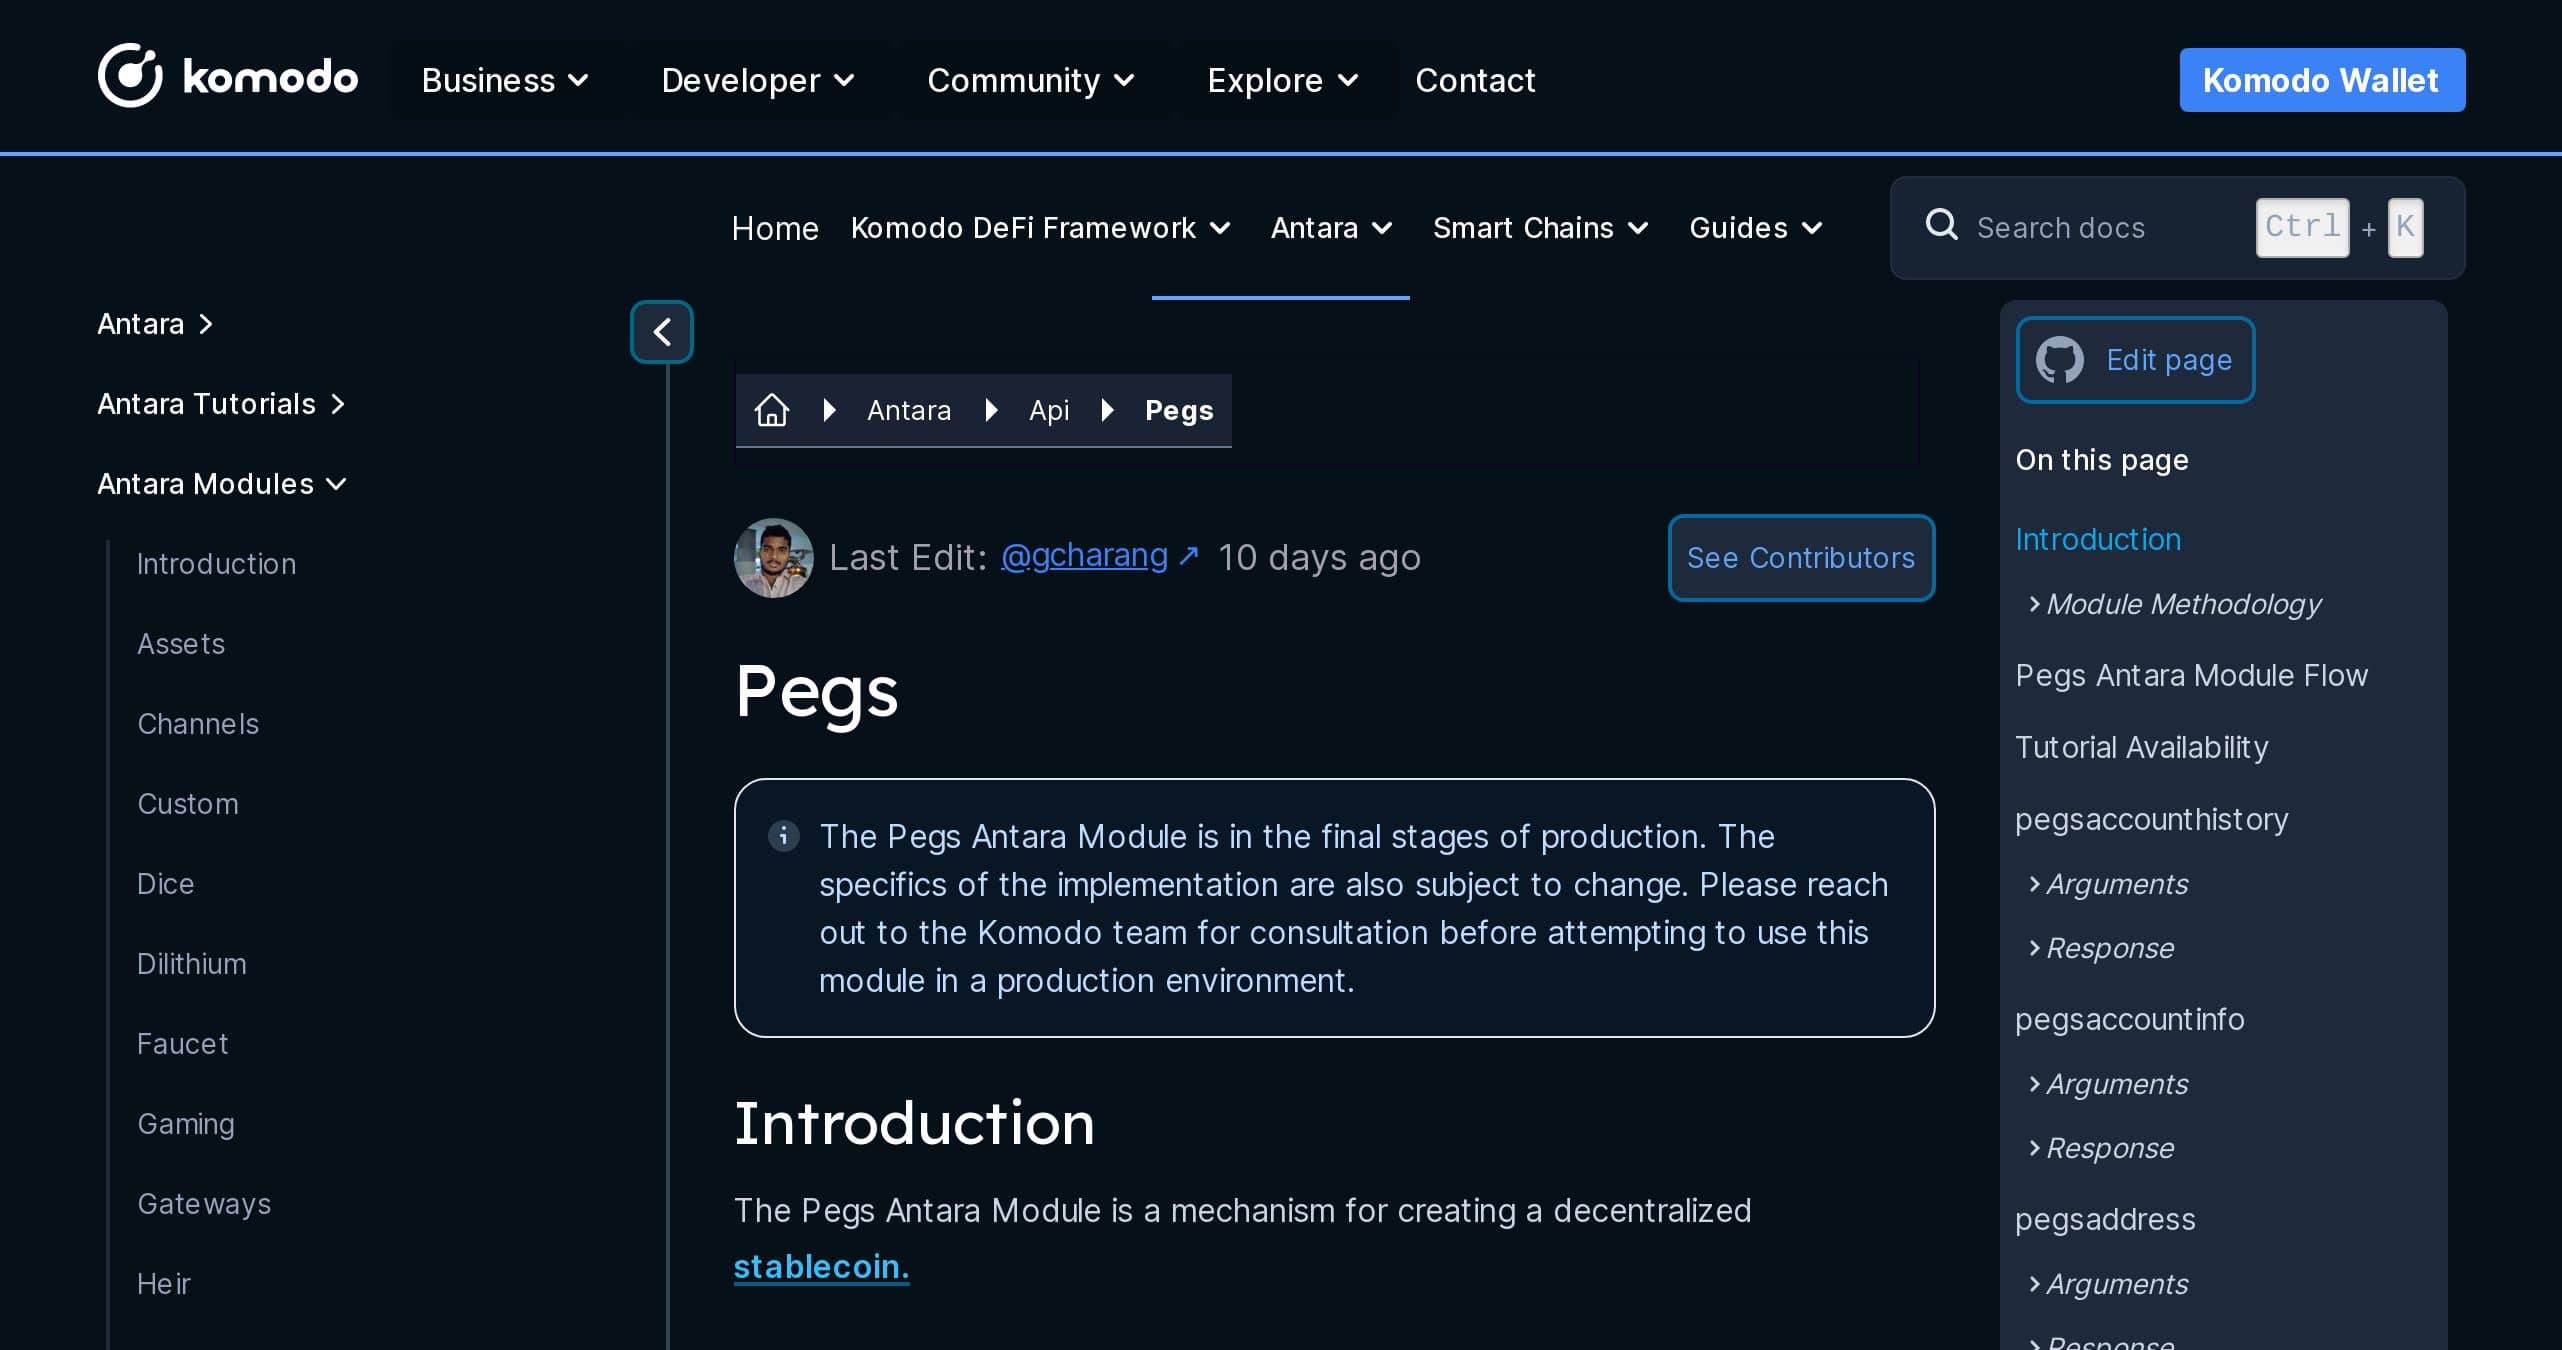 komodo
Business
Developer
Community
Explore
Contact
Komodo Wallet
Home
Komodo DeFi Framework
Antara
Smart Chains
Guides
Search docs
Ctrl + K
Antara
Antara Tutorials
Antara Modules
Introduction
Assets
Channels
Custom
Dice
Dilithium
Faucet
Gaming
Gateways
Heir
Antara
Api
Pegs
Last Edit: @gcharang ↗ 10 days ago
See Contributors
Pegs
The Pegs Antara Module is in the final stages of production. The
specifics of the implementation are also subject to change. Please reach
out to the Komodo team for consultation before attempting to use this
module in a production environment.
Introduction
The Pegs Antara Module is a mechanism for creating a decentralized
stablecoin.
Edit page
On this page
Introduction
Module Methodology
Pegs Antara Module Flow
Tutorial Availability
pegsaccounthistory
Arguments
Response
pegsaccountinfo
Arguments
Response
pegsaddress
Arguments
Response